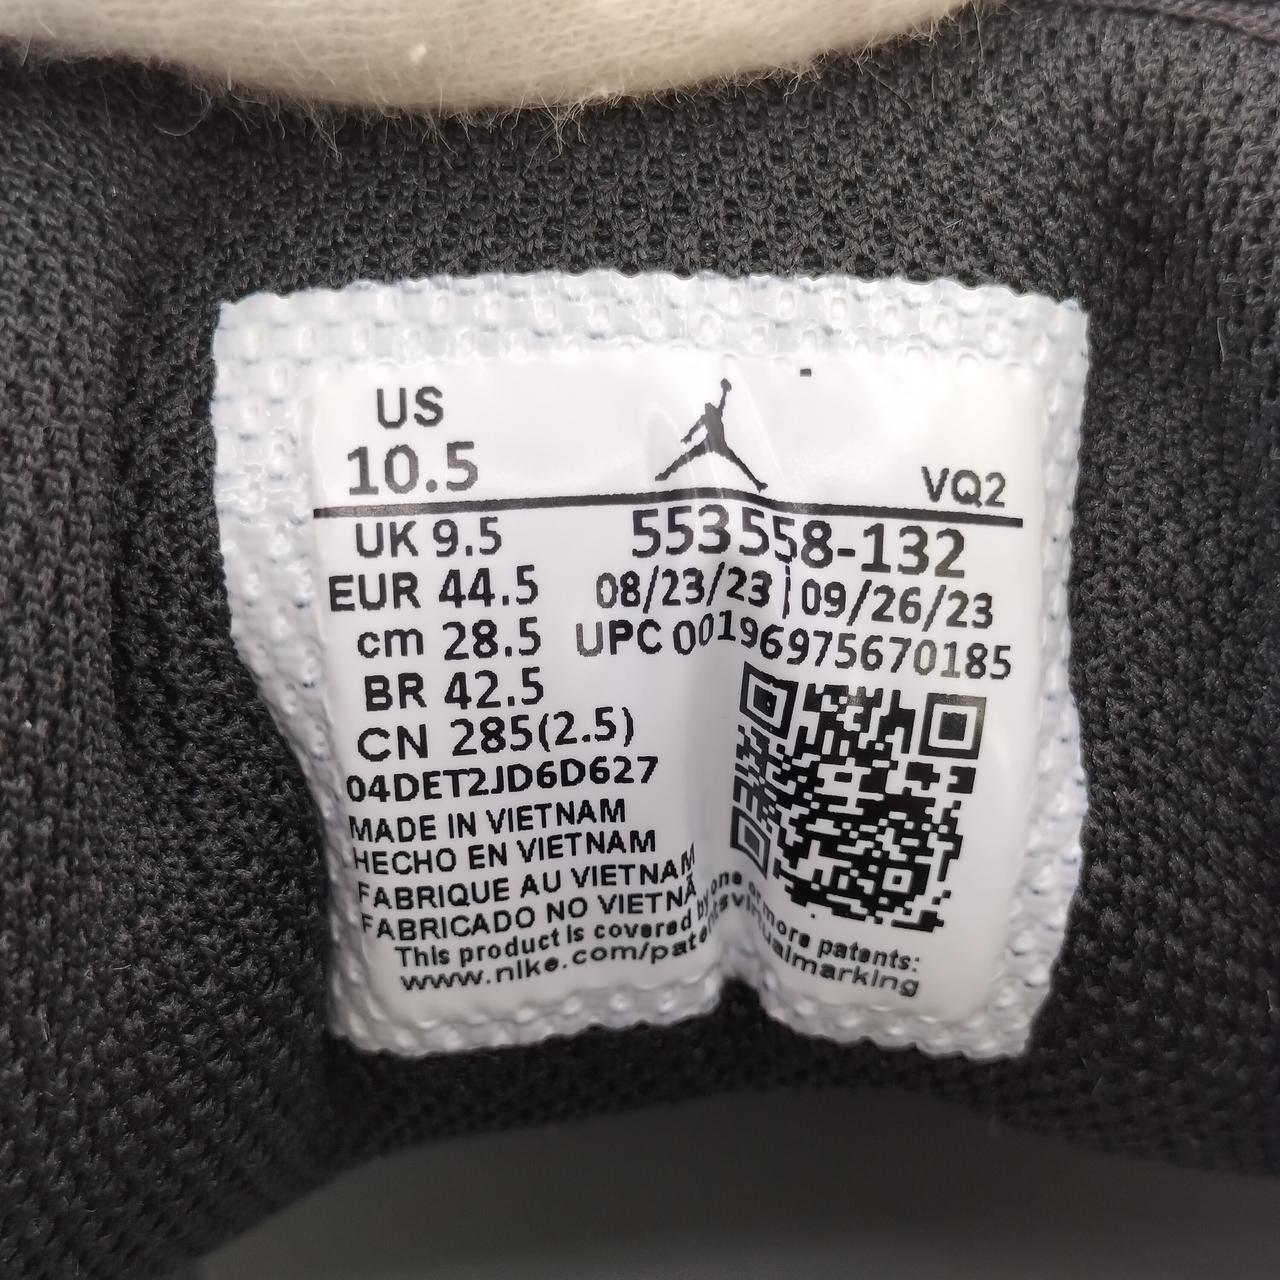 US
10.5
VQ2
UK 9.5
553558-132
EUR 44.5
08/23/23 | 09/26/23
cm 28.5
UPC 001969756​70185
BR 42.5
CN 285(2.5)
04DET2JD6D627
MADE IN VIETNAM
HECHO EN VIETNAM
FABRIQUE AU VIETNAM
FABRICADO NO VIETNÃ
This product is covered by one or more patents:
www.nike.com/patentsvirtualmarking